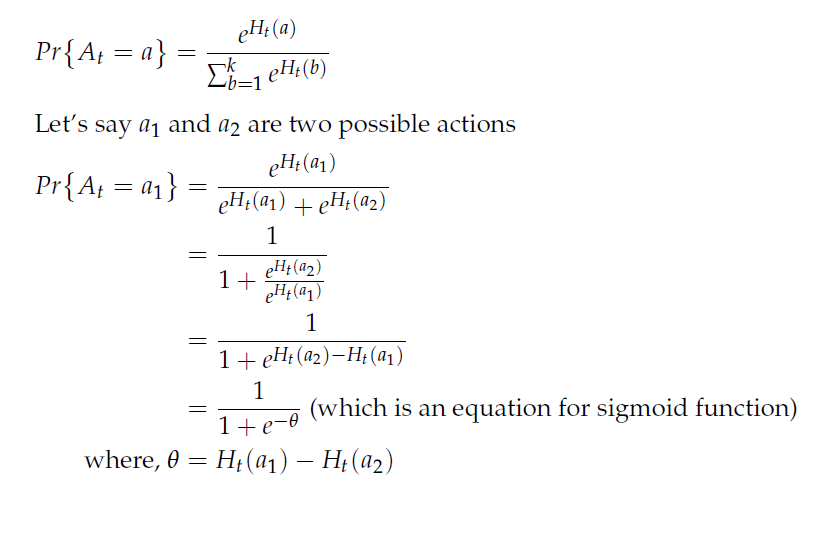 Pr{A_t = a} = \frac{e^{H_t(a)}}{\sum_{b=1}^{k} e^{H_t(b)}}
Let's say a_1 and a_2 are two possible actions
Pr{A_t = a_1} = \frac{e^{H_t(a_1)}}{e^{H_t(a_1)} + e^{H_t(a_2)}}
= \frac{1}{1 + \frac{e^{H_t(a_2)}}{e^{H_t(a_1)}}}
= \frac{1}{1 + e^{H_t(a_2)-H_t(a_1)}}
= \frac{1}{1 + e^{-θ}} (which is an equation for sigmoid function)
where, θ = H_t(a_1) − H_t(a_2)